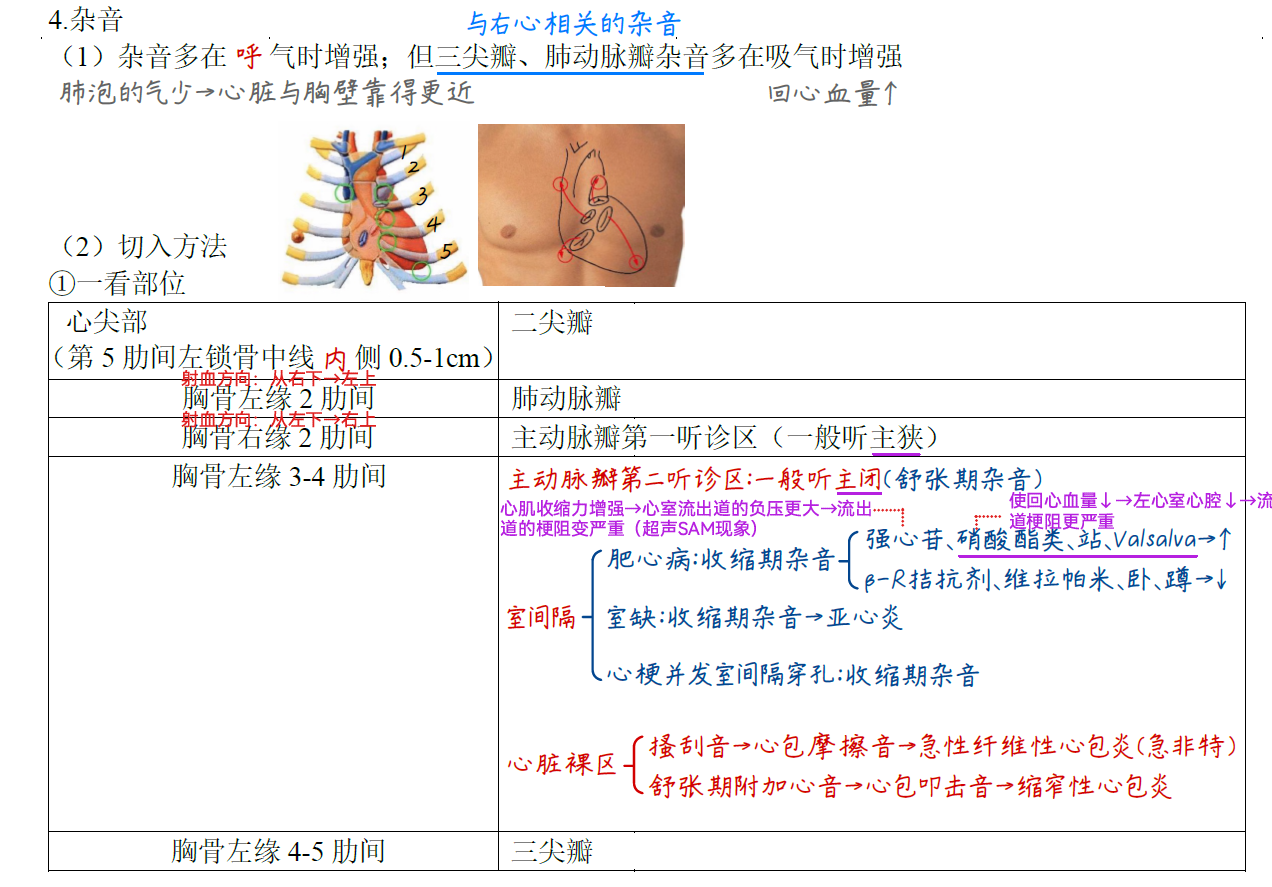 4.杂音
与右心相关的杂音
（1）杂音多在 呼 气时增强；但三尖瓣、肺动脉瓣杂音多在吸气时增强
肺泡的气少→心脏与胸壁靠得更近
回心血量↑
1
2
3
4
5
（2）切入方法
①一看部位
心尖部
（第 5 肋间左锁骨中线 内 侧 0.5-1cm）
二尖瓣
射血方向：从右下→左上
胸骨左缘 2 肋间
肺动脉瓣
射血方向：从左下→右上
胸骨右缘 2 肋间
主动脉瓣第一听诊区（一般听主狭）
胸骨左缘 3-4 肋间
主动脉瓣第二听诊区:一般听主闭(舒张期杂音)
心肌收缩力增强→心室流出道的负压更大→流出
道的梗阻变严重（超声SAM现象）
使回心血量↓→左心室心腔↓→流
道梗阻更严重
强心苷、硝酸酯类、站、Valsalva→↑
肥心病:收缩期杂音
β-R拮抗剂、维拉帕米、卧、蹲→↓
室间隔
室缺:收缩期杂音→亚心炎
心梗并发室间隔穿孔:收缩期杂音
搔刮音→心包摩擦音→急性纤维性心包炎(急非特)
心脏裸区
舒张期附加心音→心包叩击音→缩窄性心包炎
胸骨左缘 4-5 肋间
三尖瓣